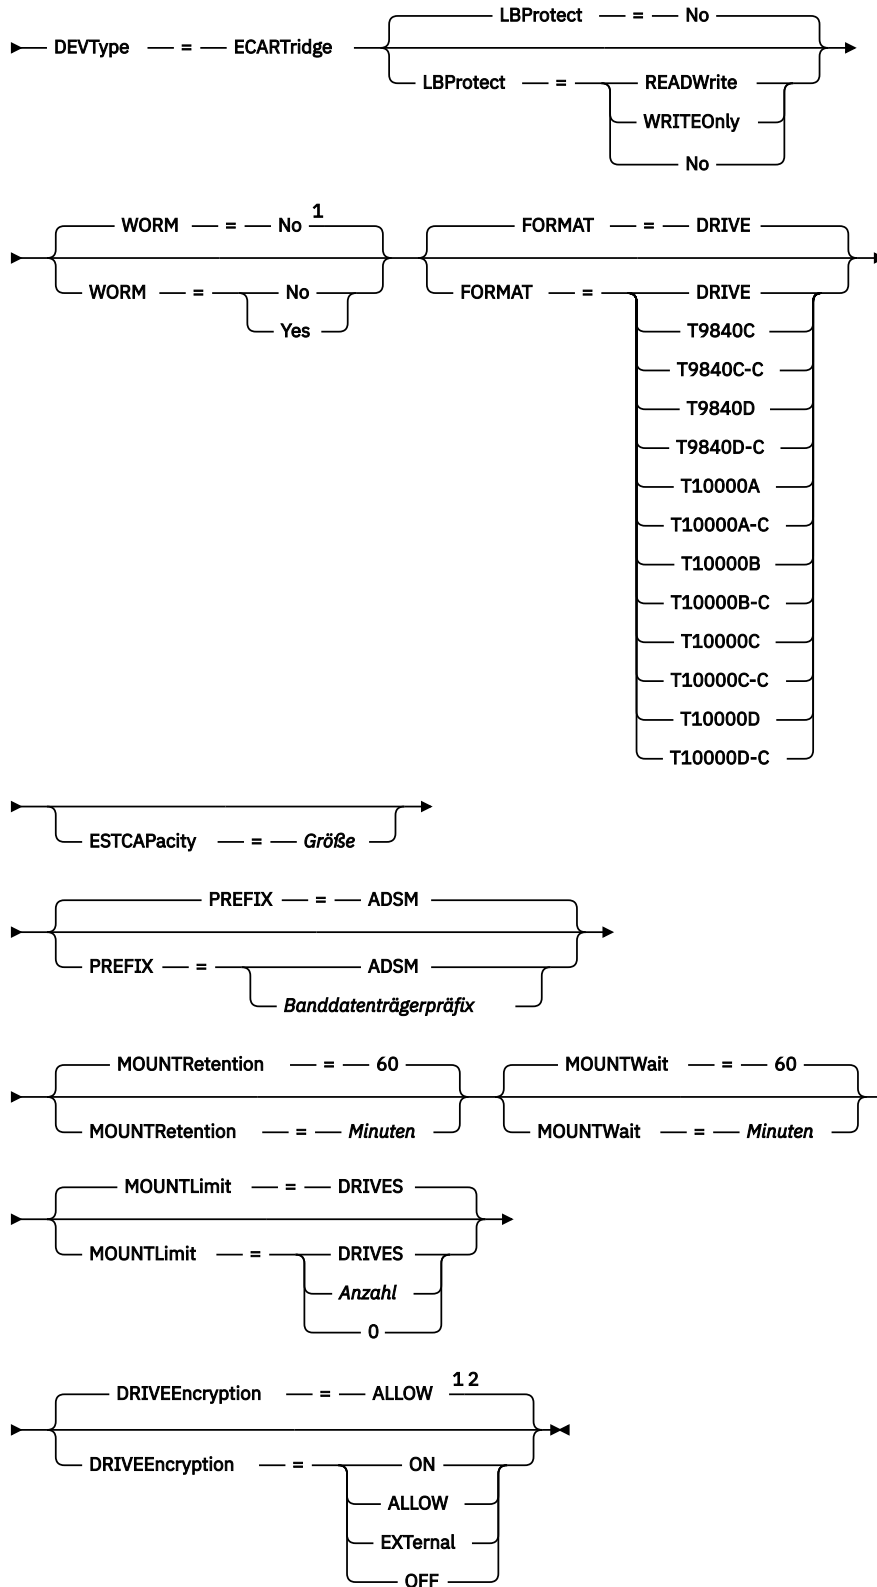 LBProtect = No
DEVType = ECARTridge
LBProtect = READWrite
WRITEOnly
No
WORM = No 1 FORMAT = DRIVE
WORM = No FORMAT = DRIVE
Yes T9840C
T9840C-C
T9840D
T9840D-C
T10000A
T10000A-C
T10000B
T10000B-C
T10000C
T10000C-C
T10000D
T10000D-C
ESTCAPacity = Größe
PREFIX = ADSM
PREFIX = ADSM
Banddatenträgerpräfix
MOUNTRetention = 60 MOUNTWait = 60
MOUNTRetention = Minuten MOUNTWait = Minuten
MOUNTLimit = DRIVES
MOUNTLimit = DRIVES
Anzahl
0
DRIVEEncryption = ALLOW 1 2
DRIVEEncryption = ON
ALLOW
EXTernal
OFF